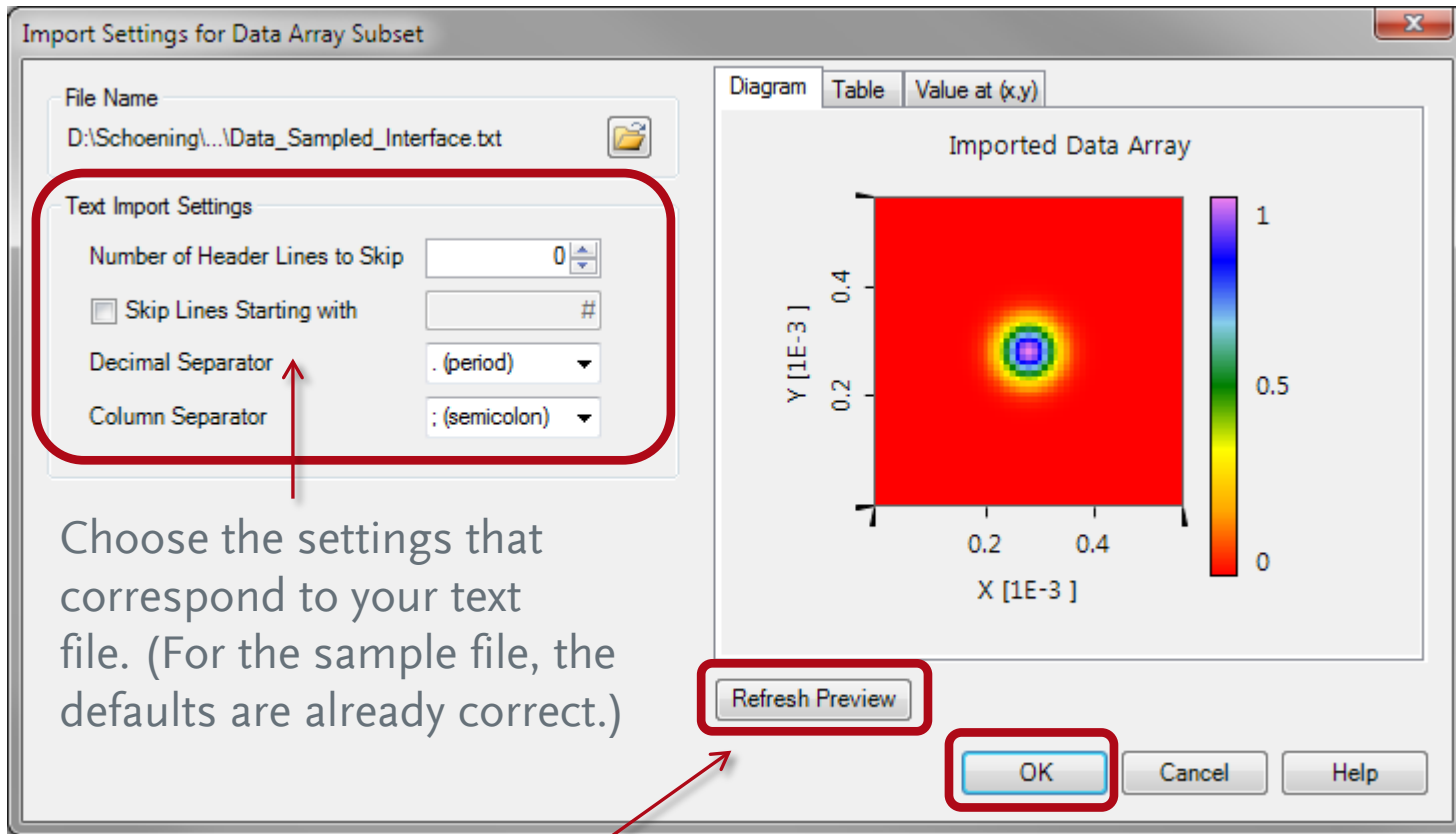 Import Settings for Data Array Subset
x
File Name
D:\Schoening\...\Data_Sampled_Interface.txt
Text Import Settings
Number of Header Lines to Skip 0
Skip Lines Starting with #
Decimal Separator . (period)
Column Separator ; (semicolon)
Choose the settings that
correspond to your text
file. (For the sample file, the
defaults are already correct.)
Diagram Table Value at (x,y)
Imported Data Array
Y [1E-3 ]
0.4
0.2
0.2 0.4
X [1E-3 ]
1
0.5
0
Refresh Preview
OK Cancel Help